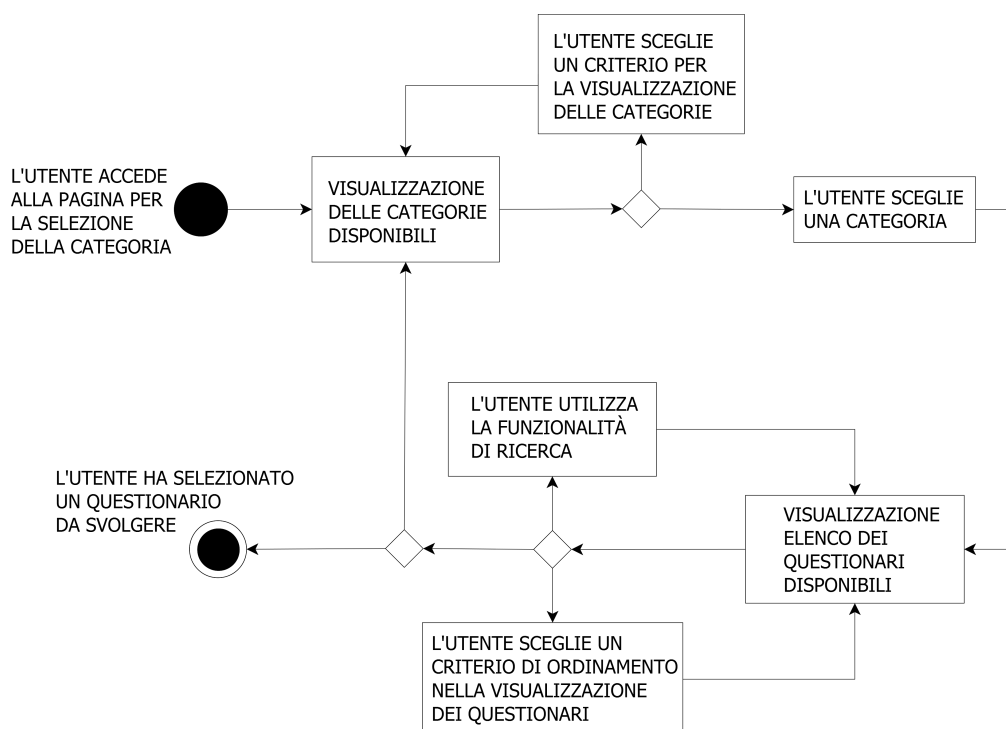 L'UTENTE SCEGLIE
UN CRITERIO PER
LA VISUALIZZAZIONE
DELLE CATEGORIE
L'UTENTE ACCEDE
ALLA PAGINA PER
LA SELEZIONE
DELLA CATEGORIA
VISUALIZZAZIONE
DELLE CATEGORIE
DISPONIBILI
L'UTENTE SCEGLIE
UNA CATEGORIA
L'UTENTE UTILIZZA
LA FUNZIONALITÀ
DI RICERCA
L'UTENTE HA SELEZIONATO
UN QUESTIONARIO
DA SVOLGERE
VISUALIZZAZIONE
ELENCO DEI
QUESTIONARI
DISPONIBILI
L'UTENTE SCEGLIE UN
CRITERIO DI ORDINAMENTO
NELLA VISUALIZZAZIONE
DEI QUESTIONARI